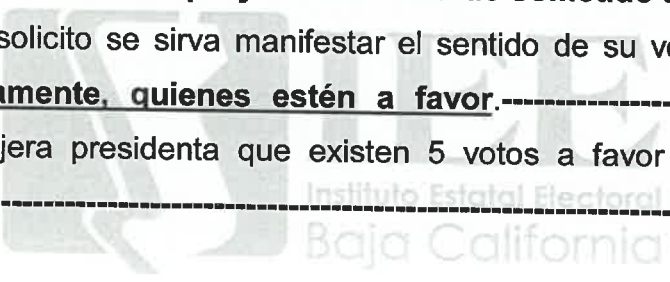 solicito se sirva manifestar el sentido de su
amente, quienes estén a favor.--------------------
jera presidenta que existen 5 votos a favor
IEE
Instituto Estatal Electoral
------------------------------------------------------------
Baja California